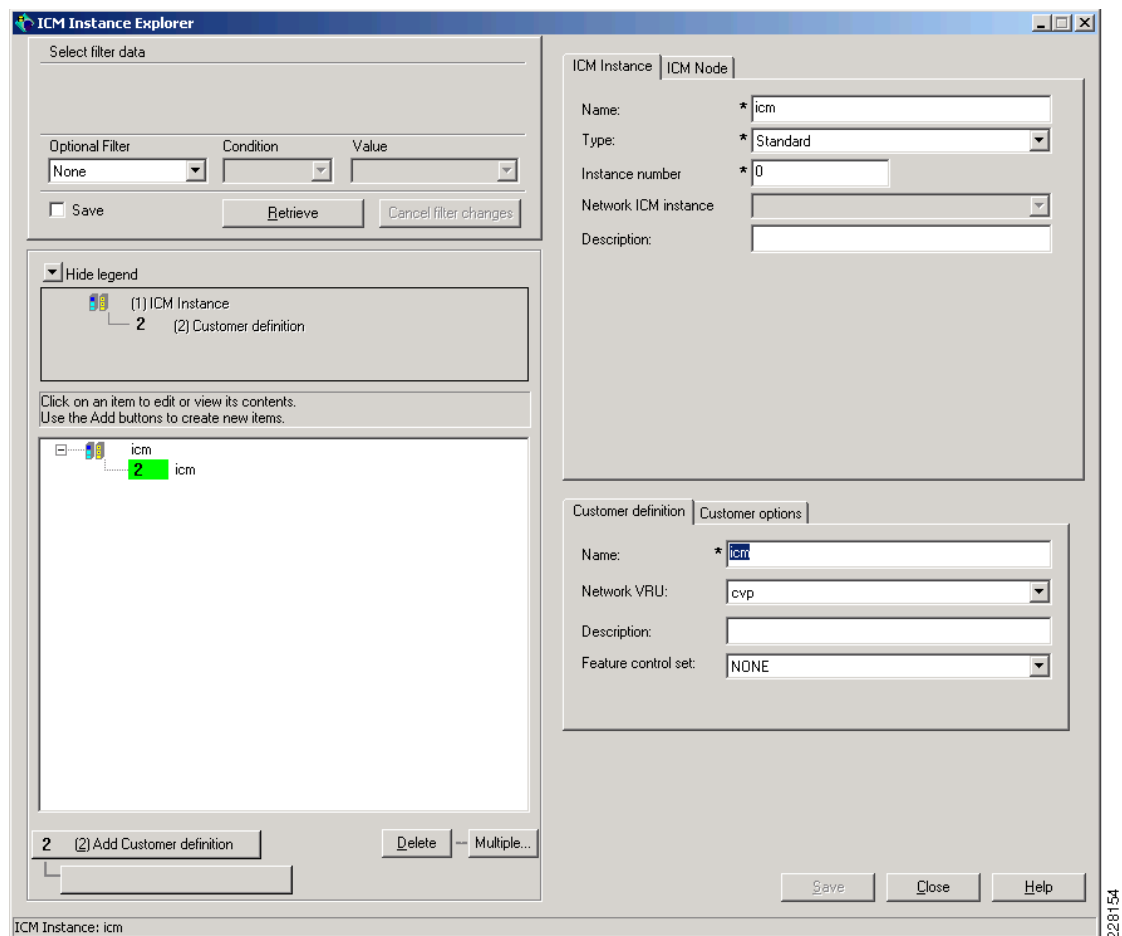 ICM Instance Explorer
Select filter data
Optional Filter Condition Value
None
Save Retrieve Cancel filter changes
Hide legend
(1) ICM Instance
2 (2) Customer definition
Click on an item to edit or view its contents.
Use the Add buttons to create new items.
icm
2 icm
2 (2) Add Customer definition Delete Multiple...
ICM Instance ICM Node
Name: * icm
Type: * Standard
Instance number * 0
Network ICM instance
Description:
Customer definition Customer options
Name: * icm
Network VRU: cvp
Description:
Feature control set: NONE
Save Close Help
ICM Instance: icm
228154